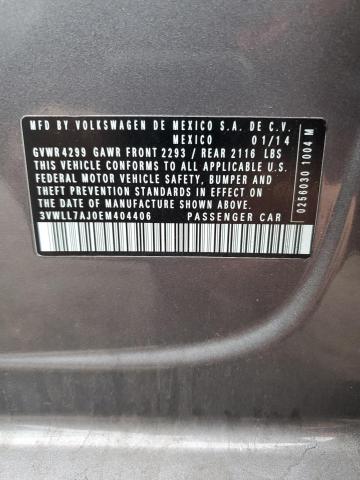 MFD BY VOLKSWAGEN DE MEXICO S.A. DE C.V.
MEXICO 01/14
GVWR4299 GAWR FRONT 2293 / REAR 2116 LBS
THIS VEHICLE CONFORMS TO ALL APPLICABLE U.S.
FEDERAL MOTOR VEHICLE SAFETY, BUMPER AND
THEFT PREVENTION STANDARDS IN EFFECT ON
THE DATE OF MANUFACTURE SHOWN ABOVE.
3VWLL7AJ0EM404406 PASSENGER CAR
0256030 1004 M